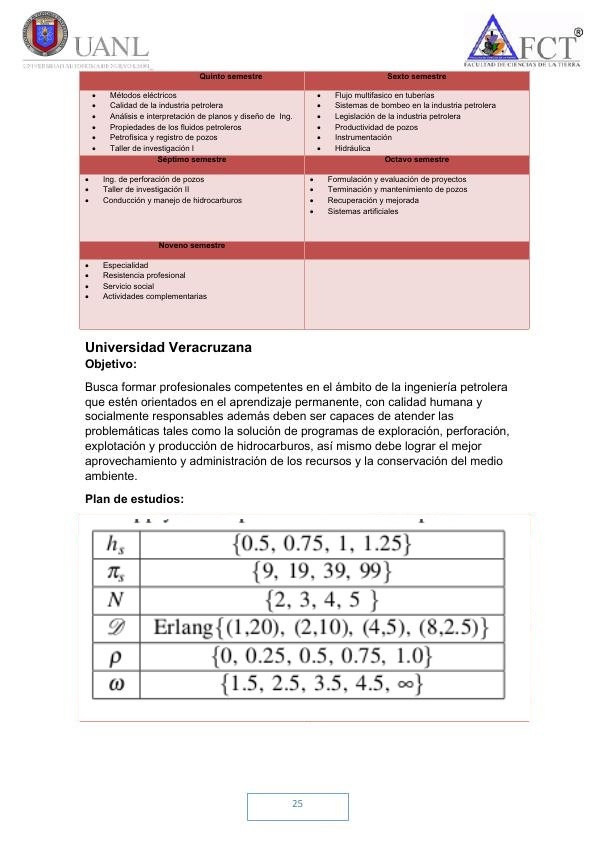 UANL
UNIVERSIDAD AUTÓNOMA DE NUEVO LEÓN
FCT®
FACULTAD DE CIENCIAS DE LA TIERRA
Quinto semestre
• Métodos eléctricos
• Calidad de la industria petrolera
• Análisis e interpretación de planos y diseño de Ing.
• Propiedades de los fluidos petroleros
• Petrofísica y registro de pozos
• Taller de investigación I
Sexto semestre
• Flujo multifasico en tuberías
• Sistemas de bombeo en la industria petrolera
• Legislación de la industria petrolera
• Productividad de pozos
• Instrumentación
• Hidráulica
Séptimo semestre
• Ing. de perforación de pozos
• Taller de investigación II
• Conducción y manejo de hidrocarburos
Octavo semestre
• Formulación y evaluación de proyectos
• Terminación y mantenimiento de pozos
• Recuperación y mejorada
• Sistemas artificiales
Noveno semestre
• Especialidad
• Resistencia profesional
• Servicio social
• Actividades complementarias
Universidad Veracruzana
Objetivo:
Busca formar profesionales competentes en el ámbito de la ingeniería petrolera
que estén orientados en el aprendizaje permanente, con calidad humana y
socialmente responsables además deben ser capaces de atender las
problemáticas tales como la solución de programas de exploración, perforación,
explotación y producción de hidrocarburos, así mismo debe lograr el mejor
aprovechamiento y administración de los recursos y la conservación del medio
ambiente.
Plan de estudios:
h_s {0.5, 0.75, 1, 1.25}
π_s {9, 19, 39, 99}
N {2, 3, 4, 5 }
𝒟 Erlang{(1,20), (2,10), (4,5), (8,2.5)}
ρ {0, 0.25, 0.5, 0.75, 1.0}
ω {1.5, 2.5, 3.5, 4.5, ∞}
25